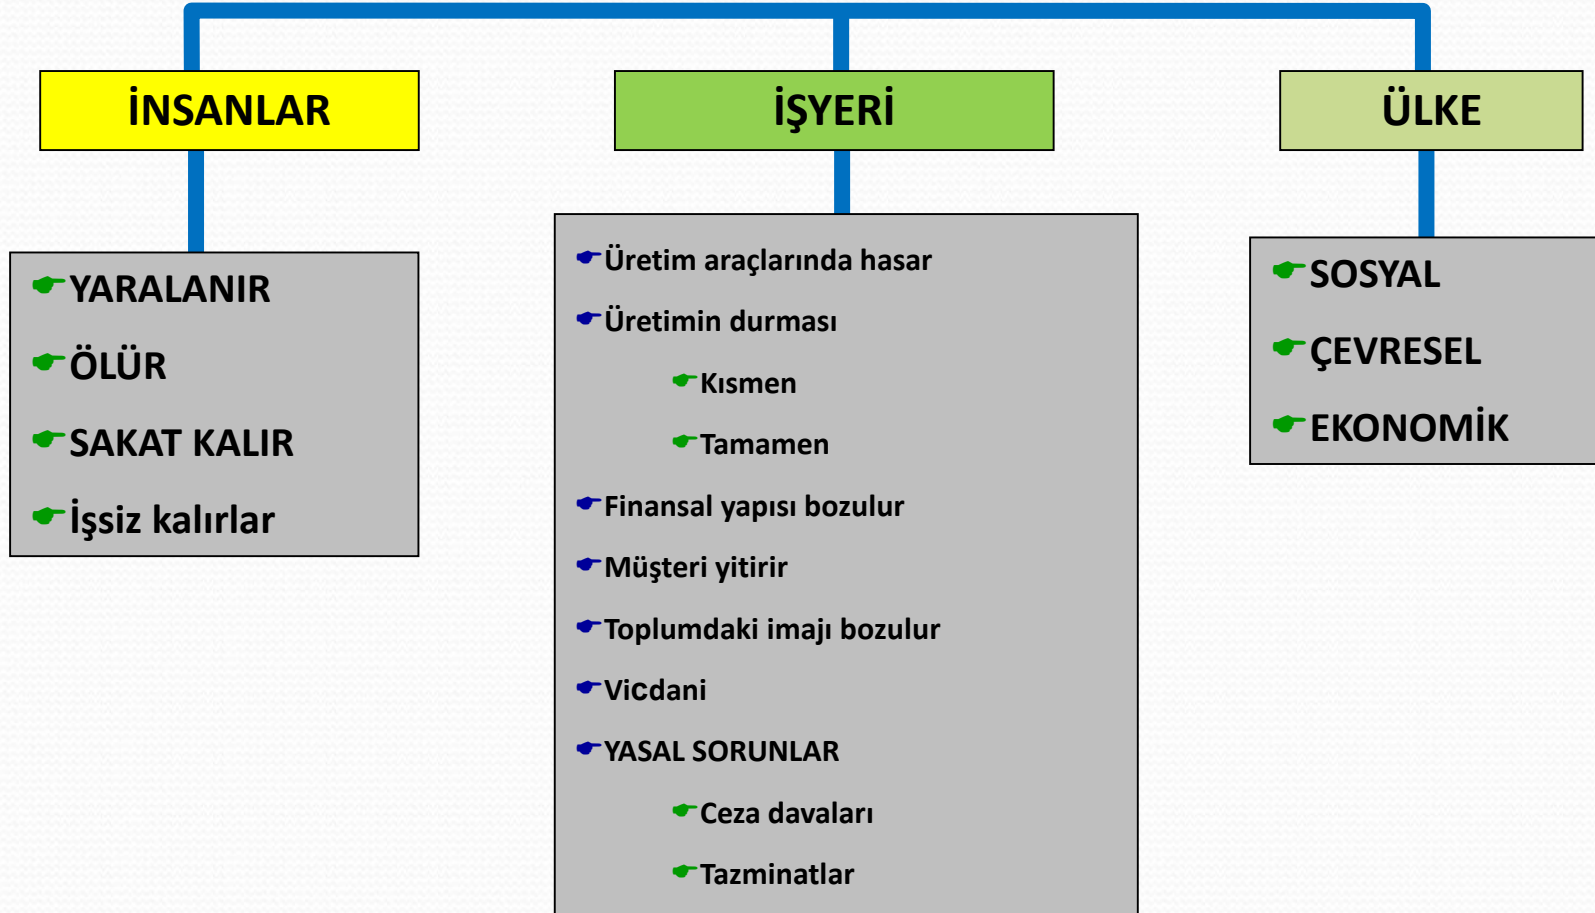 İNSANLAR
YARALANIR
ÖLÜR
SAKAT KALIR
İşsiz kalırlar
İŞYERİ
Üretim araçlarında hasar
Üretimin durması
Kısmen
Tamamen
Finansal yapısı bozulur
Müşteri yitirir
Toplumdaki imajı bozulur
Vicdani
YASAL SORUNLAR
Ceza davaları
Tazminatlar
ÜLKE
SOSYAL
ÇEVRESEL
EKONOMİK